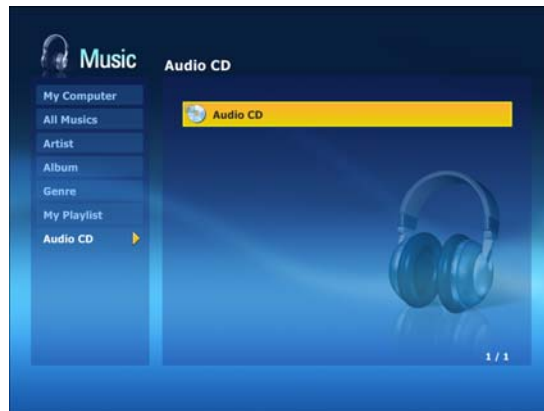 Music
Audio CD
My Computer
All Musics
Artist
Album
Genre
My Playlist
Audio CD
Audio CD
1 / 1